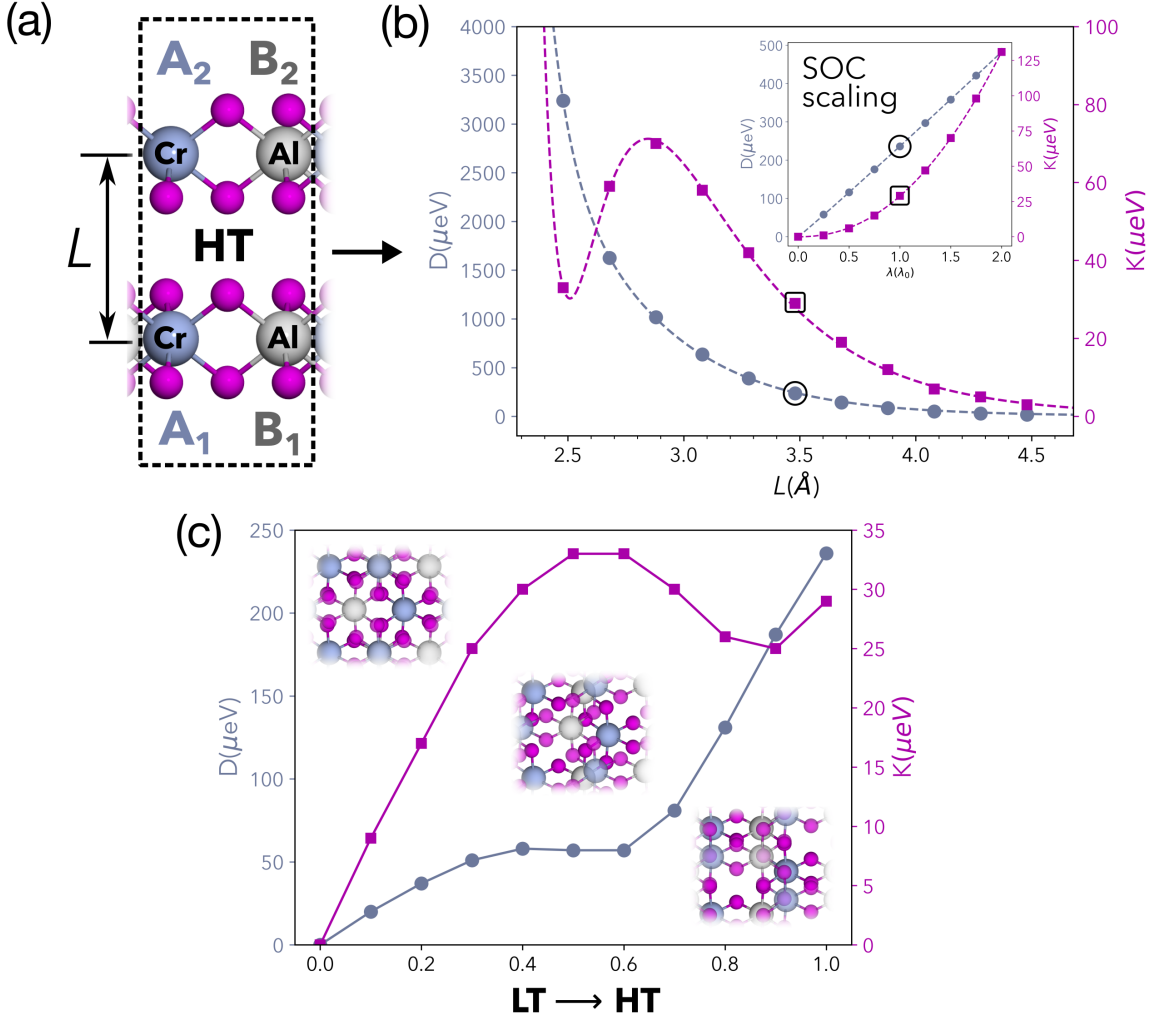 (a)
A₂ B₂
Cr Al
L
HT
Cr Al
A₁ B₁
(b)
4000
3500
3000
2500
2000
1500
1000
500
0
D(μeV)
2.5 3.0 3.5 4.0 4.5
L(Å)
100
80
60
40
20
0
K(μeV)
SOC
scaling
500
400
300
200
100
0
D(μeV)
0.0 0.5 1.0 1.5 2.0
λ(λ₀)
125
100
75
50
25
0
K(μeV)
(c)
250
200
150
100
50
0
D(μeV)
0.0 0.2 0.4 0.6 0.8 1.0
LT ⟶ HT
35
30
25
20
15
10
5
0
K(μeV)